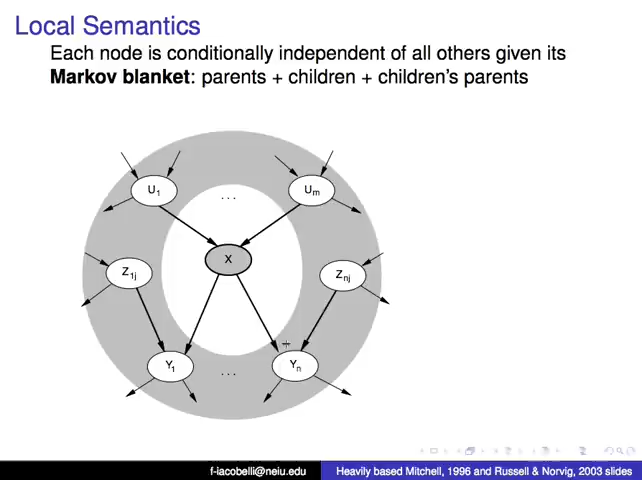 Local Semantics
Each node is conditionally independent of all others given its
Markov blanket: parents + children + children's parents
U1 . . . Um
X
Z1j Znj
Y1 . . . Yn
f-iacobelli@neiu.edu Heavily based Mitchell, 1996 and Russell & Norvig, 2003 slides